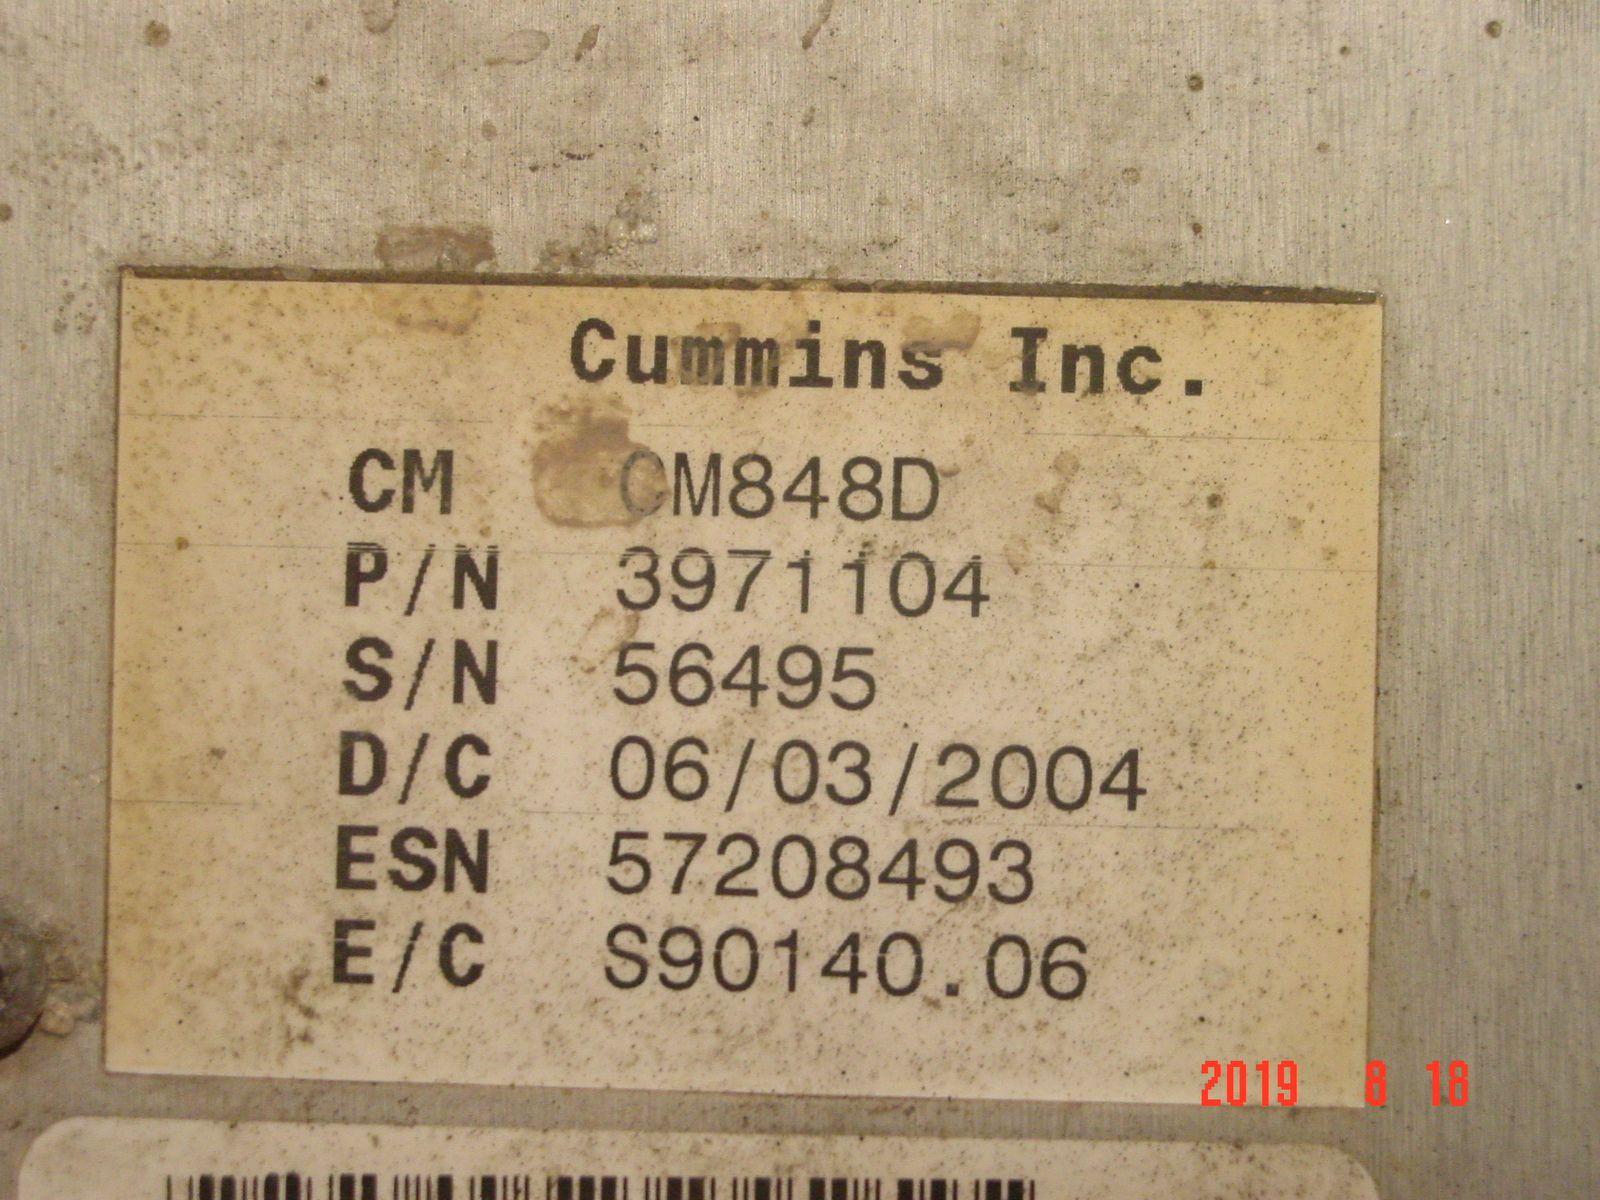 Cummins Inc.
CM CM848D
P/N 3971104
S/N 56495
D/C 06/03/2004
ESN 57208493
E/C S90140.06
2019 8 18